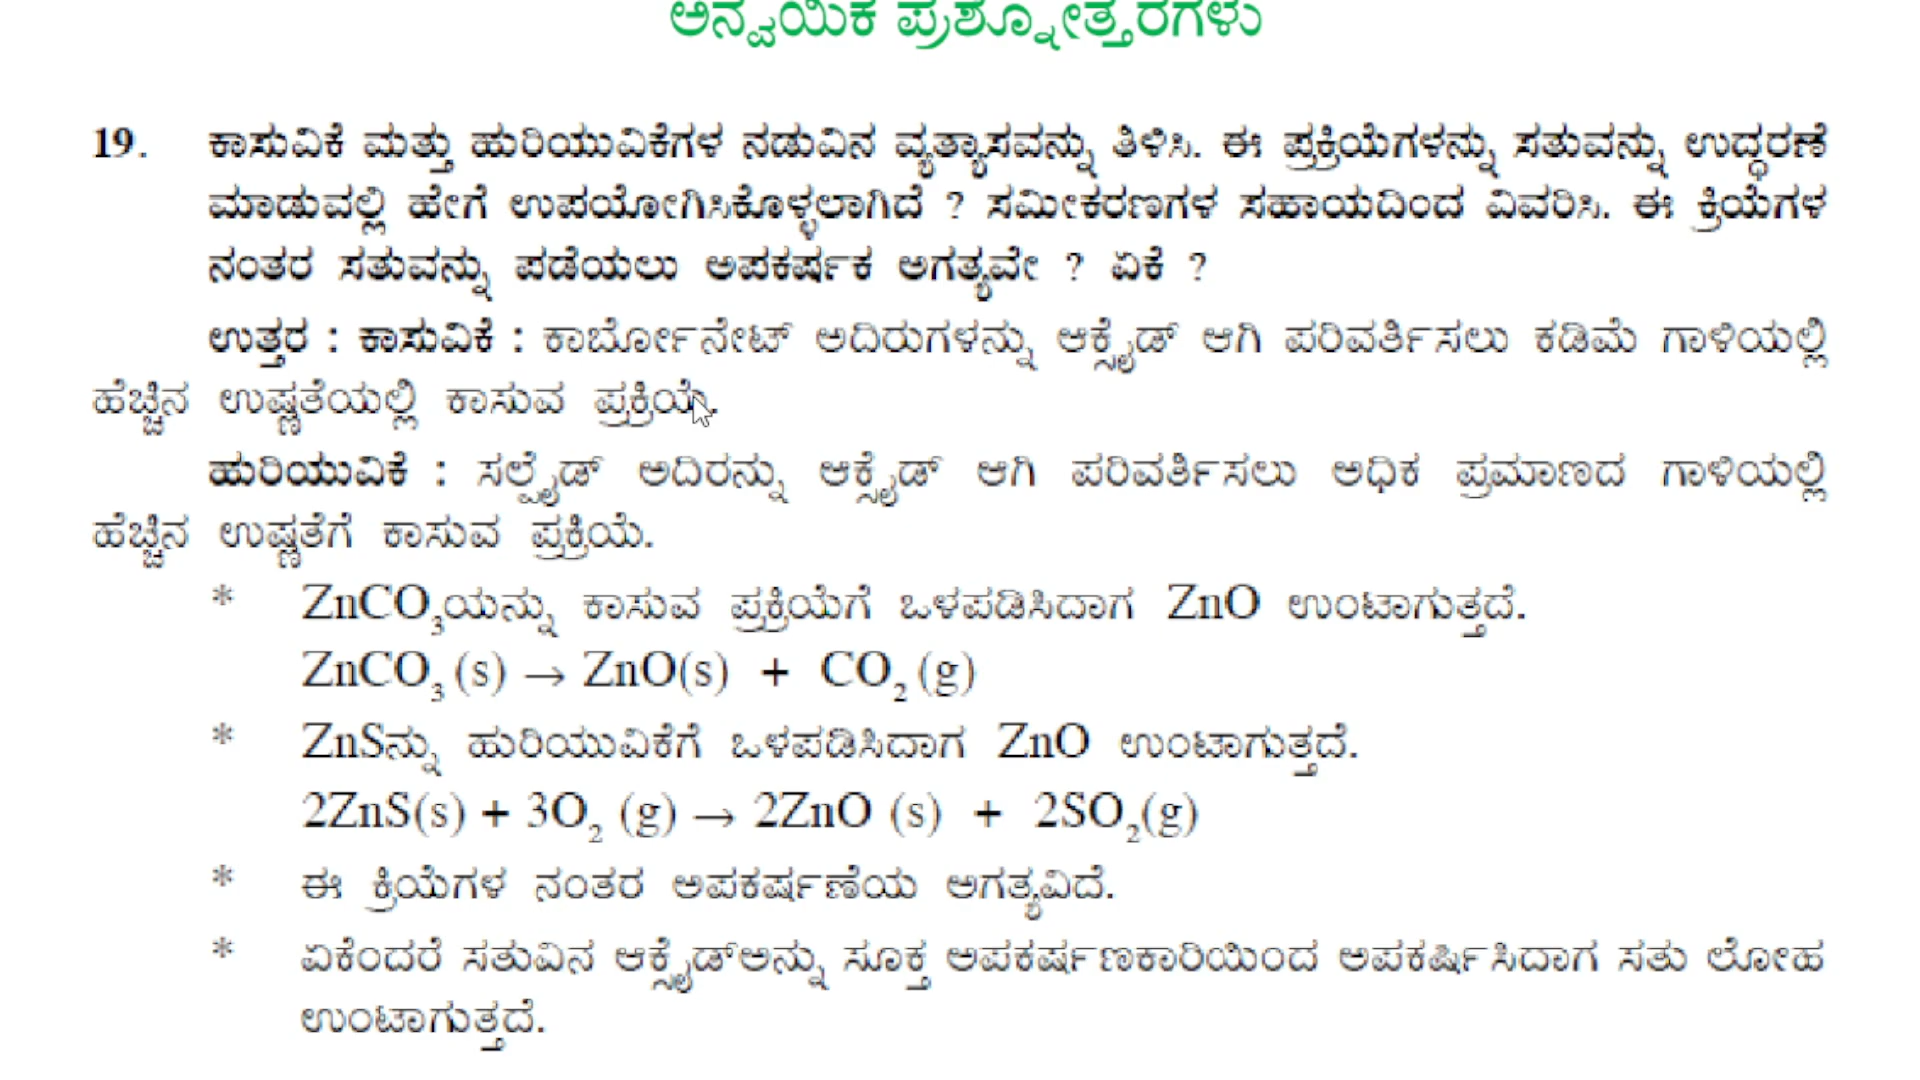 ಅನ್ವಯಿಕ ಪ್ರಶ್ನೋತ್ತರಗಳು
19. ಕಾಸುವಿಕೆ ಮತ್ತು ಹುರಿಯುವಿಕೆಗಳ ನಡುವಿನ ವ್ಯತ್ಯಾಸವನ್ನು ತಿಳಿಸಿ. ಈ ಪ್ರಕ್ರಿಯೆಗಳನ್ನು ಸತುವನ್ನು ಉದ್ಧರಣೆ
ಮಾಡುವಲ್ಲಿ ಹೇಗೆ ಉಪಯೋಗಿಸಿಕೊಳ್ಳಲಾಗಿದೆ ? ಸಮೀಕರಣಗಳ ಸಹಾಯದಿಂದ ವಿವರಿಸಿ. ಈ ಕ್ರಿಯೆಗಳ
ನಂತರ ಸತುವನ್ನು ಪಡೆಯಲು ಅಪಕರ್ಷಕ ಅಗತ್ಯವೇ ? ಏಕೆ ?
ಉತ್ತರ : ಕಾಸುವಿಕೆ : ಕಾರ್ಬೋನೇಟ್ ಅದಿರುಗಳನ್ನು ಆಕ್ಸೈಡ್ ಆಗಿ ಪರಿವರ್ತಿಸಲು ಕಡಿಮೆ ಗಾಳಿಯಲ್ಲಿ
ಹೆಚ್ಚಿನ ಉಷ್ಣತೆಯಲ್ಲಿ ಕಾಸುವ ಪ್ರಕ್ರಿಯೆ.
ಹುರಿಯುವಿಕೆ : ಸಲ್ಫೈಡ್ ಅದಿರನ್ನು ಆಕ್ಸೈಡ್ ಆಗಿ ಪರಿವರ್ತಿಸಲು ಅಧಿಕ ಪ್ರಮಾಣದ ಗಾಳಿಯಲ್ಲಿ
ಹೆಚ್ಚಿನ ಉಷ್ಣತೆಗೆ ಕಾಸುವ ಪ್ರಕ್ರಿಯೆ.
* ZnCO₃ಯನ್ನು ಕಾಸುವ ಪ್ರಕ್ರಿಯೆಗೆ ಒಳಪಡಿಸಿದಾಗ ZnO ಉಂಟಾಗುತ್ತದೆ.
ZnCO₃ (s) → ZnO(s) + CO₂ (g)
* ZnSನ್ನು ಹುರಿಯುವಿಕೆಗೆ ಒಳಪಡಿಸಿದಾಗ ZnO ಉಂಟಾಗುತ್ತದೆ.
2ZnS(s) + 3O₂ (g) → 2ZnO (s) + 2SO₂(g)
* ಈ ಕ್ರಿಯೆಗಳ ನಂತರ ಅಪಕರ್ಷಣೆಯ ಅಗತ್ಯವಿದೆ.
* ಏಕೆಂದರೆ ಸತುವಿನ ಆಕ್ಸೈಡ್‌ಅನ್ನು ಸೂಕ್ತ ಅಪಕರ್ಷಣಕಾರಿಯಿಂದ ಅಪಕರ್ಷಿಸಿದಾಗ ಸತು ಲೋಹ
ಉಂಟಾಗುತ್ತದೆ.